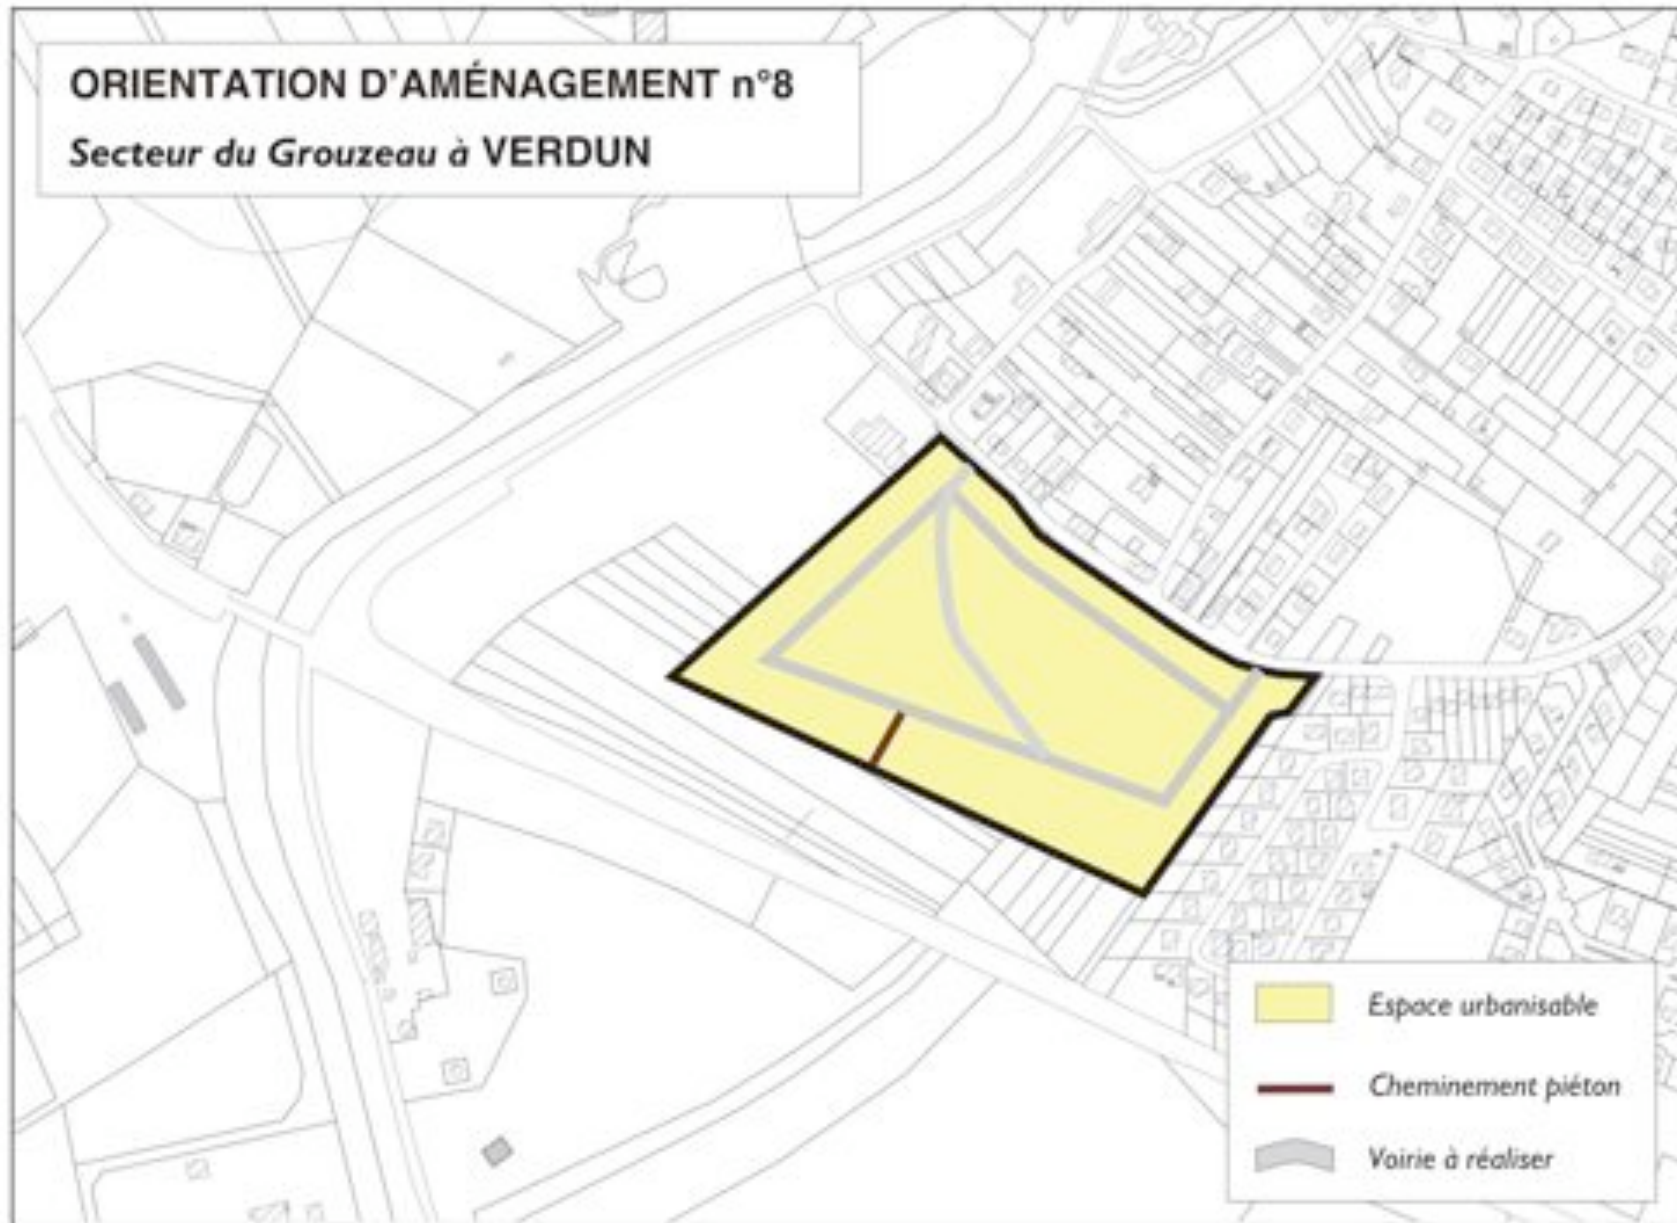 ORIENTATION D'AMÉNAGEMENT n°8
Secteur du Grouzeau à VERDUN
Espace urbanisable
Cheminement piéton
Voirie à réaliser